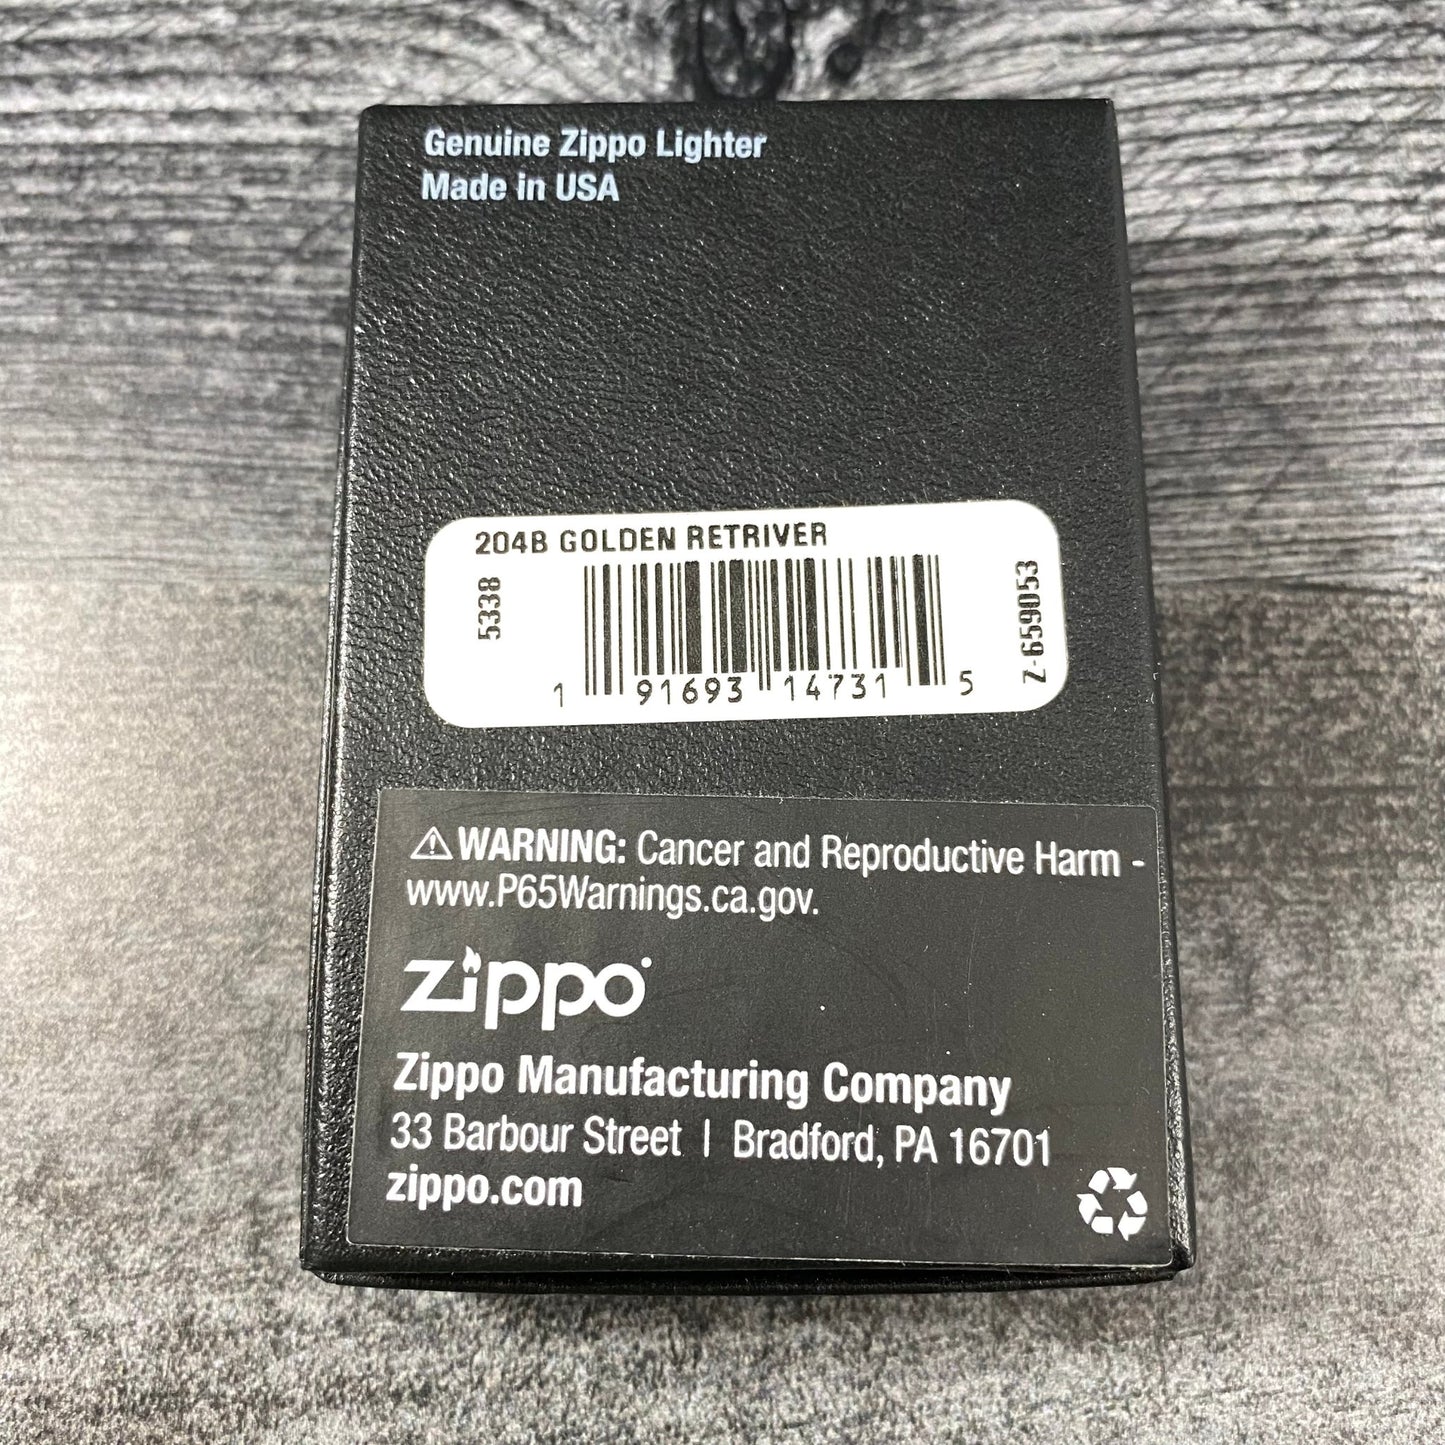 Genuine Zippo Lighter
Made in USA
204B GOLDEN RETRIVER
5338
1 91693 14731 5
Z-659053
WARNING: Cancer and Reproductive Harm -
www.P65Warnings.ca.gov.
zippo
Zippo Manufacturing Company
33 Barbour Street | Bradford, PA 16701
zippo.com